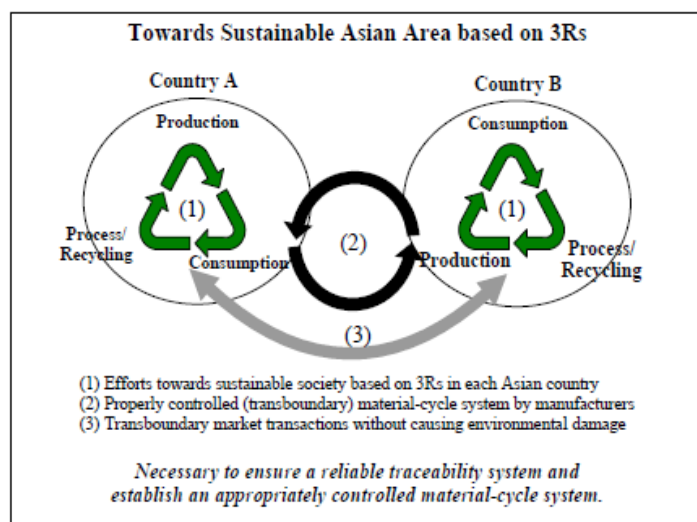 Towards Sustainable Asian Area based on 3Rs
Country A
Country B
Production
Consumption
(1)
(1)
(2)
Process/
Recycling
Consumption
Production
Process/
Recycling
(3)
(1) Efforts towards sustainable society based on 3Rs in each Asian country
(2) Properly controlled (transboundary) material-cycle system by manufacturers
(3) Transboundary market transactions without causing environmental damage
Necessary to ensure a reliable traceability system and
establish an appropriately controlled material-cycle system.